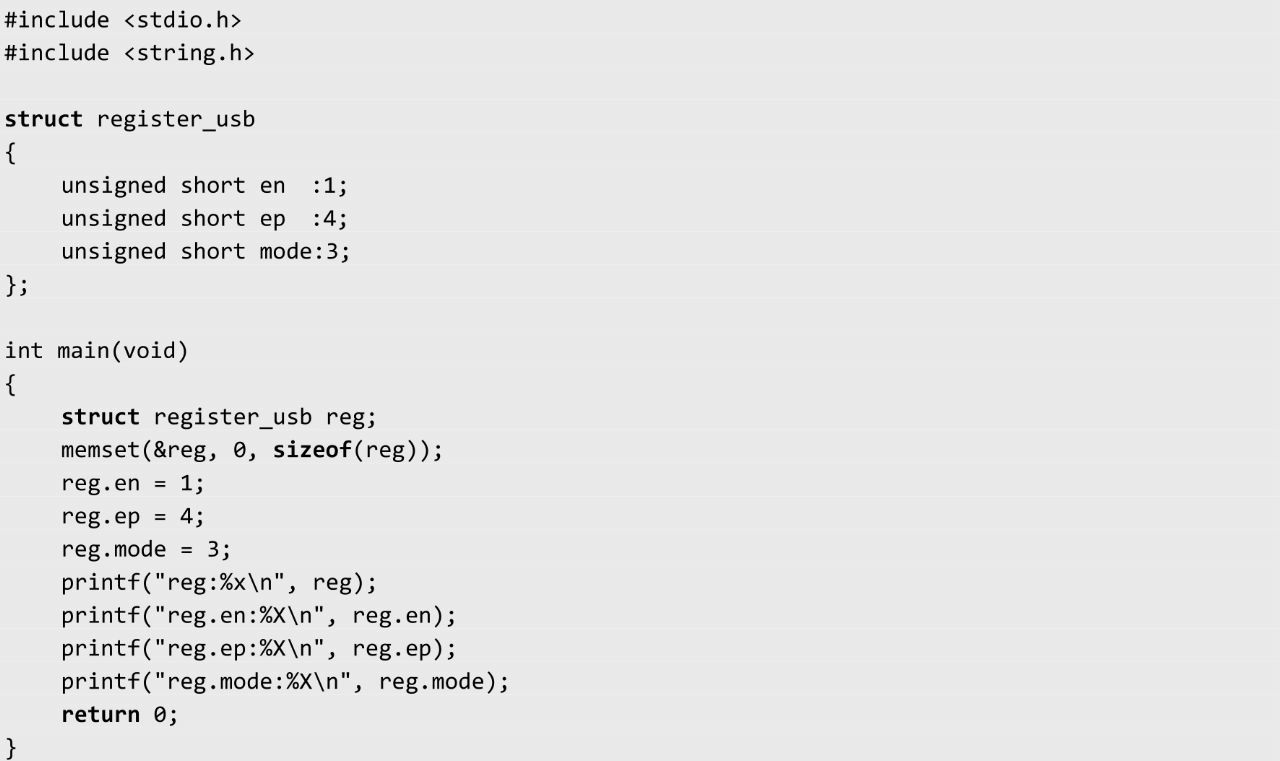 #include <stdio.h>
#include <string.h>
struct register_usb
{
    unsigned short en  :1;
    unsigned short ep  :4;
    unsigned short mode:3;
};
int main(void)
{
    struct register_usb reg;
    memset(&reg, 0, sizeof(reg));
    reg.en = 1;
    reg.ep = 4;
    reg.mode = 3;
    printf("reg:%x\n", reg);
    printf("reg.en:%X\n", reg.en);
    printf("reg.ep:%X\n", reg.ep);
    printf("reg.mode:%X\n", reg.mode);
    return 0;
}